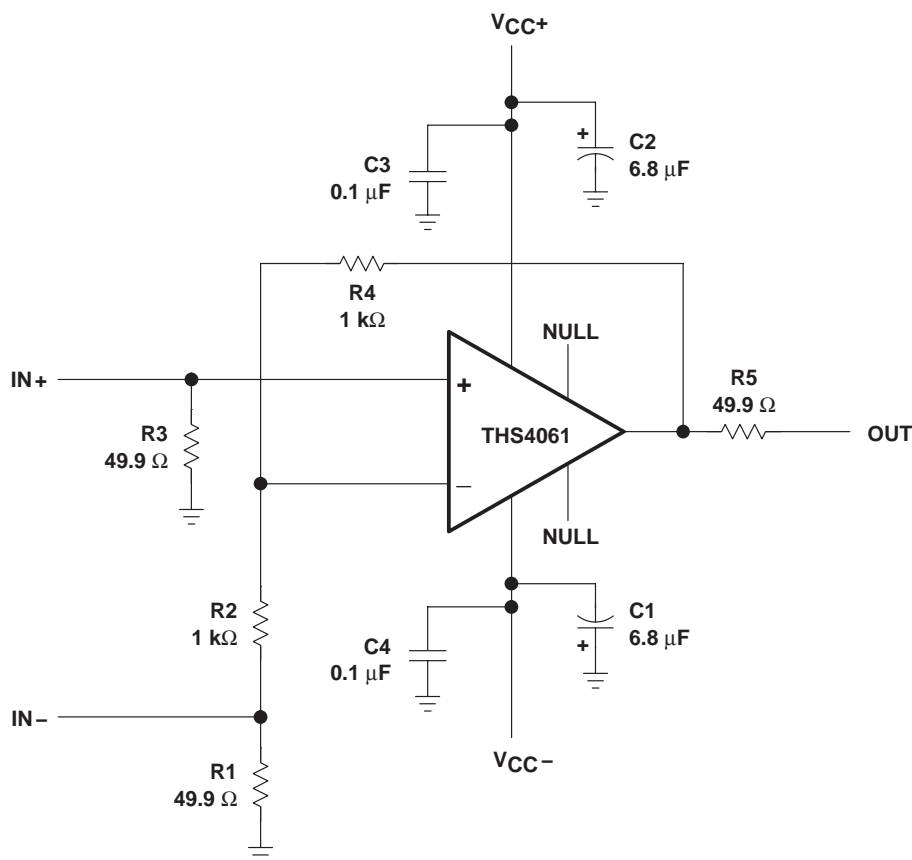 VCC+
C3
0.1 μF
+
C2
6.8 μF
R4
1 kΩ
NULL
IN+
+
R5
49.9 Ω
R3
49.9 Ω
THS4061
OUT
−
NULL
R2
1 kΩ
C4
0.1 μF
+
C1
6.8 μF
IN−
VCC−
R1
49.9 Ω